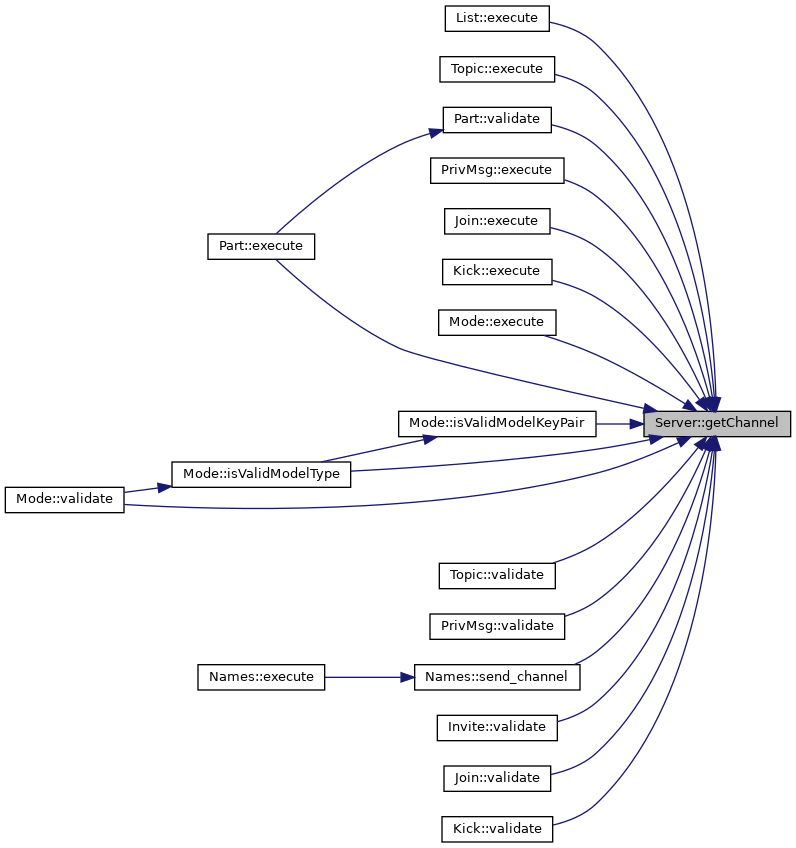 List::execute
Topic::execute
Part::validate
PrivMsg::execute
Join::execute
Part::execute
Kick::execute
Mode::execute
Mode::isValidModelKeyPair
Server::getChannel
Mode::isValidModelType
Mode::validate
Topic::validate
PrivMsg::validate
Names::execute
Names::send_channel
Invite::validate
Join::validate
Kick::validate